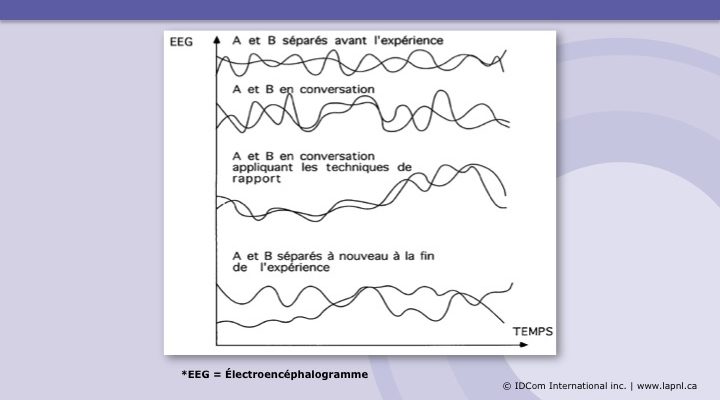 EEG
A et B séparés avant l'expérience
A et B en conversation
A et B en conversation
appliquant les techniques de
rapport
A et B séparés à nouveau à la fin
de l'expérience
TEMPS
*EEG = Électroencéphalogramme
© IDCom International inc. | www.lapnl.ca